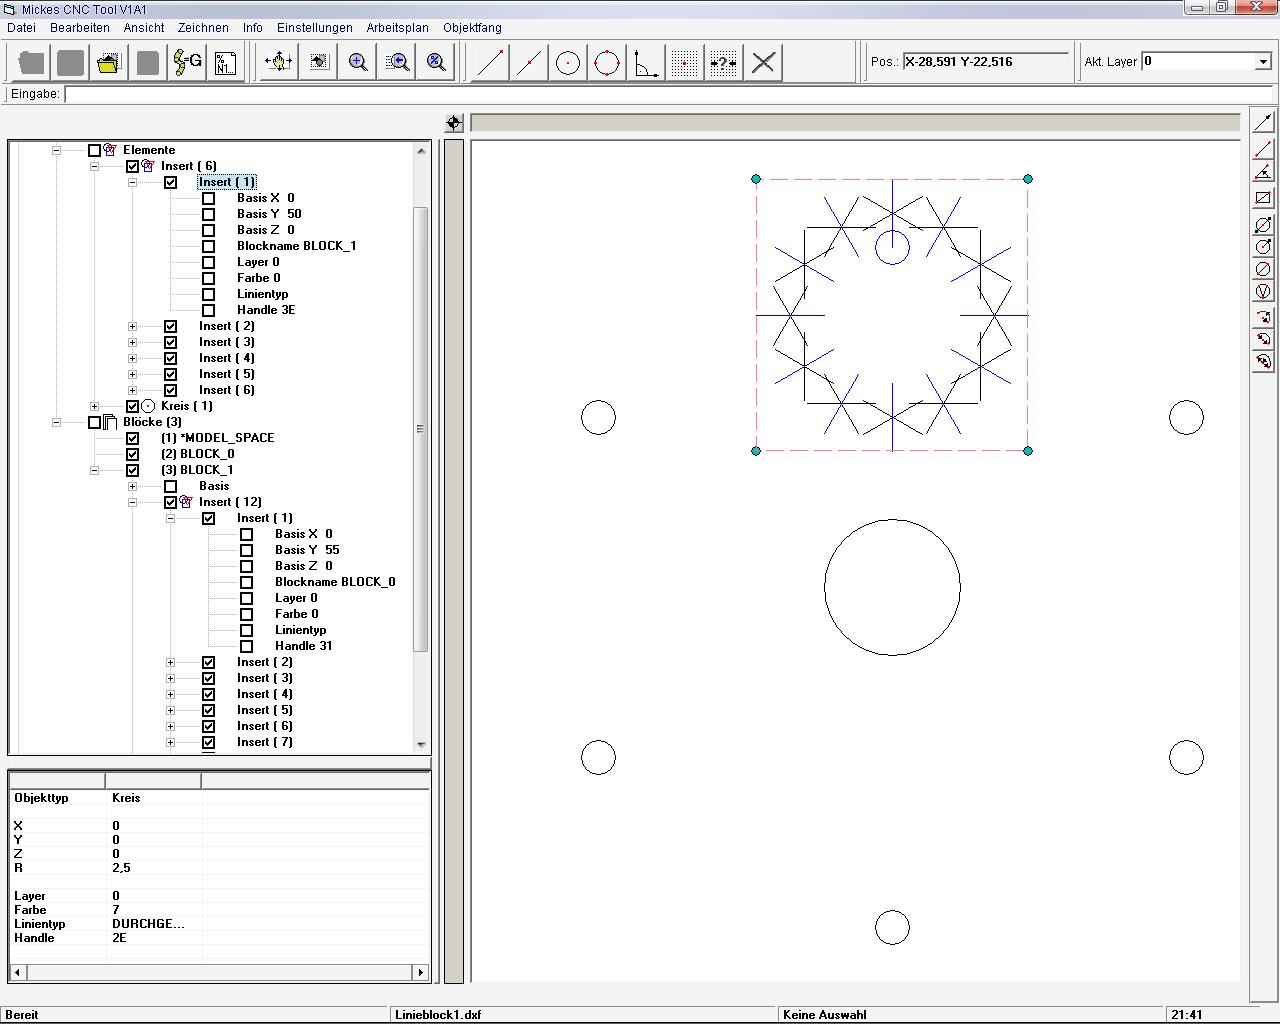 Mickes CNC Tool V1A1
Datei Bearbeiten Ansicht Zeichnen Info Einstellungen Arbeitsplan Objektfang
=G
%
N1..
?
Pos.: X-28,591 Y-22,516
Akt. Layer 0
Eingabe:
Elemente
Insert ( 6)
Insert ( 1)
Basis X 0
Basis Y 50
Basis Z 0
Blockname BLOCK_1
Layer 0
Farbe 0
Linientyp
Handle 3E
Insert ( 2)
Insert ( 3)
Insert ( 4)
Insert ( 5)
Insert ( 6)
Kreis ( 1)
Blöcke (3)
(1) *MODEL_SPACE
(2) BLOCK_0
(3) BLOCK_1
Basis
Insert ( 12)
Insert ( 1)
Basis X 0
Basis Y 55
Basis Z 0
Blockname BLOCK_0
Layer 0
Farbe 0
Linientyp
Handle 31
Insert ( 2)
Insert ( 3)
Insert ( 4)
Insert ( 5)
Insert ( 6)
Insert ( 7)
Objekttyp Kreis
X 0
Y 0
Z 0
R 2,5
Layer 0
Farbe 7
Linientyp DURCHGE...
Handle 2E
Bereit Linieblock1.dxf Keine Auswahl 21:41